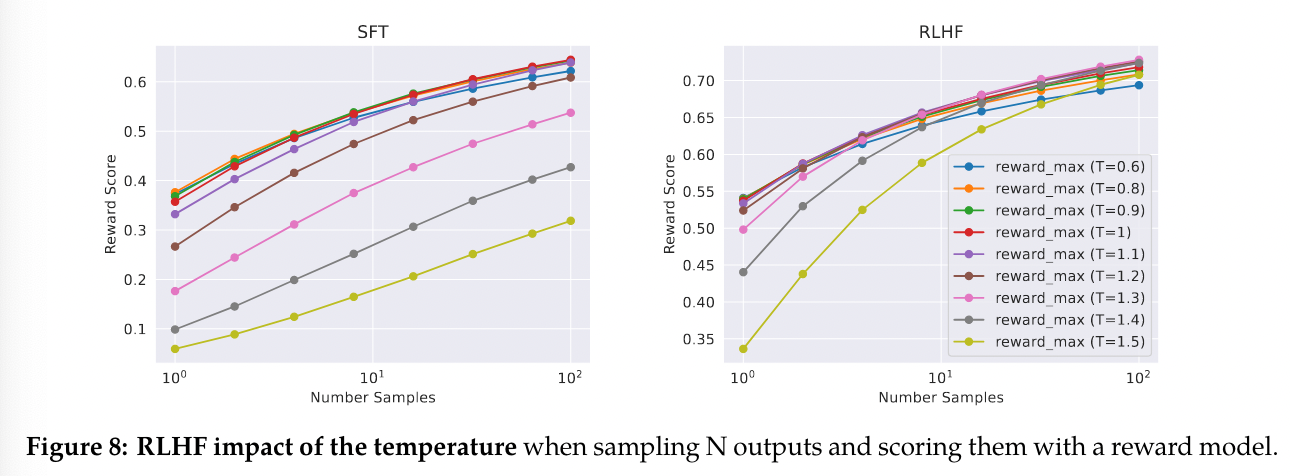 SFT
Reward Score
0.6
0.5
0.4
0.3
0.2
0.1
10⁰
10¹
10²
Number Samples
RLHF
Reward Score
0.70
0.65
0.60
0.55
0.50
0.45
0.40
0.35
reward_max (T=0.6)
reward_max (T=0.8)
reward_max (T=0.9)
reward_max (T=1)
reward_max (T=1.1)
reward_max (T=1.2)
reward_max (T=1.3)
reward_max (T=1.4)
reward_max (T=1.5)
10⁰
10¹
10²
Number Samples
Figure 8: RLHF impact of the temperature when sampling N outputs and scoring them with a reward model.